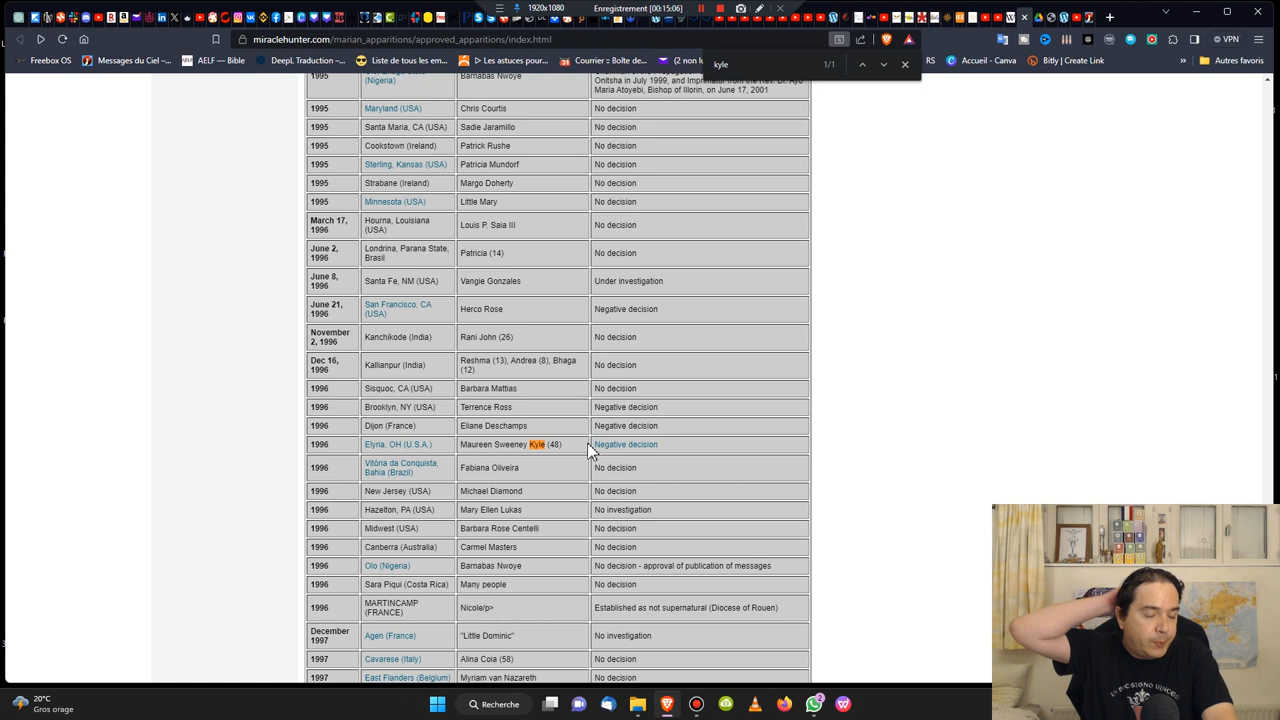 1920x1080
Enregistrement [00:15:06]
miraclehunter.com/marian_apparitions/approved_apparitions/index.html
VPN
Freebox OS
Messages du Ciel -...
AELF — Bible
DeepL Traduction –...
Liste de tous les em...
Les astuces pour...
Courrier :: Boîte de...
(2 non lu
RS
Accueil - Canva
Bitly | Create Link
Autres favoris
kyle
1/1
(Nigeria)
Barnabas Nwoye
Onitsha in July 1999, and Imprimatur from the Rev. Dr. Ayo
Maria Atoyebi, Bishop of Illorin, on June 17, 2001
1995 Maryland (USA) Chris Courtis No decision
1995 Santa Maria, CA (USA) Sadie Jaramillo No decision
1995 Cookstown (Ireland) Patrick Rushe No decision
1995 Sterling, Kansas (USA) Patricia Mundorf No decision
1995 Strabane (Ireland) Margo Doherty No decision
1995 Minnesota (USA) Little Mary No decision
March 17, 1996 Hourna, Louisiana (USA) Louis P. Saia III No decision
June 2, 1996 Londrina, Parana State, Brasil Patricia (14) No decision
June 8, 1996 Santa Fe, NM (USA) Vangie Gonzales Under investigation
June 21, 1996 San Francisco, CA (USA) Herco Rose Negative decision
November 2, 1996 Kanchikode (India) Rani John (26) No decision
Dec 16, 1996 Kallianpur (India) Reshma (13), Andrea (8), Bhaga (12) No decision
1996 Sisquoc, CA (USA) Barbara Mattias No decision
1996 Brooklyn, NY (USA) Terrence Ross Negative decision
1996 Dijon (France) Eliane Deschamps Negative decision
1996 Elyria, OH (U.S.A.) Maureen Sweeney Kyle (48) Negative decision
1996 Vitòria da Conquista, Bahia (Brazil) Fabiana Oliveira No decision
1996 New Jersey (USA) Michael Diamond No decision
1996 Hazelton, PA (USA) Mary Ellen Lukas No investigation
1996 Midwest (USA) Barbara Rose Centelli No decision
1996 Canberra (Australia) Carmel Masters No decision
1996 Olo (Nigeria) Barnabas Nwoye No decision - approval of publication of messages
1996 Sara Piqui (Costa Rica) Many people No decision
1996 MARTINCAMP (FRANCE) Nicole/p> Established as not supernatural (Diocese of Rouen)
December 1997 Agen (France) "Little Dominic" No investigation
1997 Cavarese (Italy) Alina Coia (58) No decision
1997 East Flanders (Belgium) Myriam van Nazareth No decision
20°C
Gros orage
Recherche
2